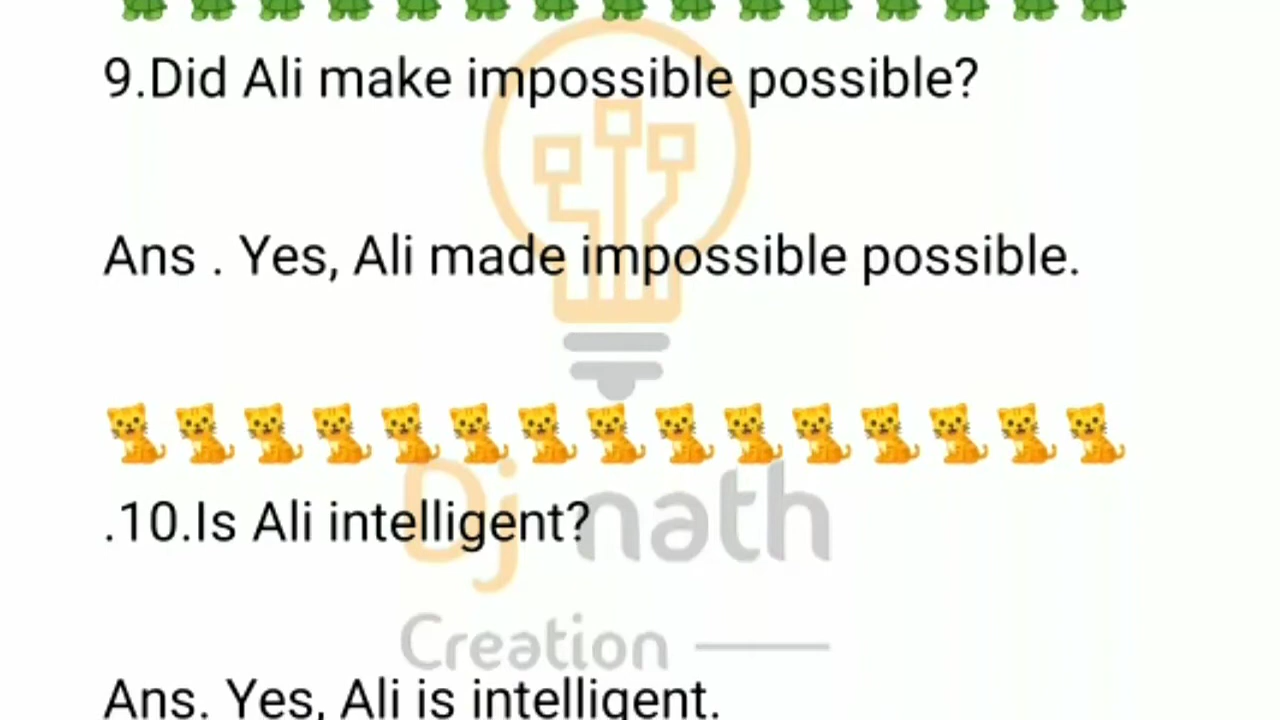 9.Did Ali make impossible possible?
Ans . Yes, Ali made impossible possible.
.10.Is Ali intelligent?
Dj nath
Creation
Ans. Yes, Ali is intelligent.